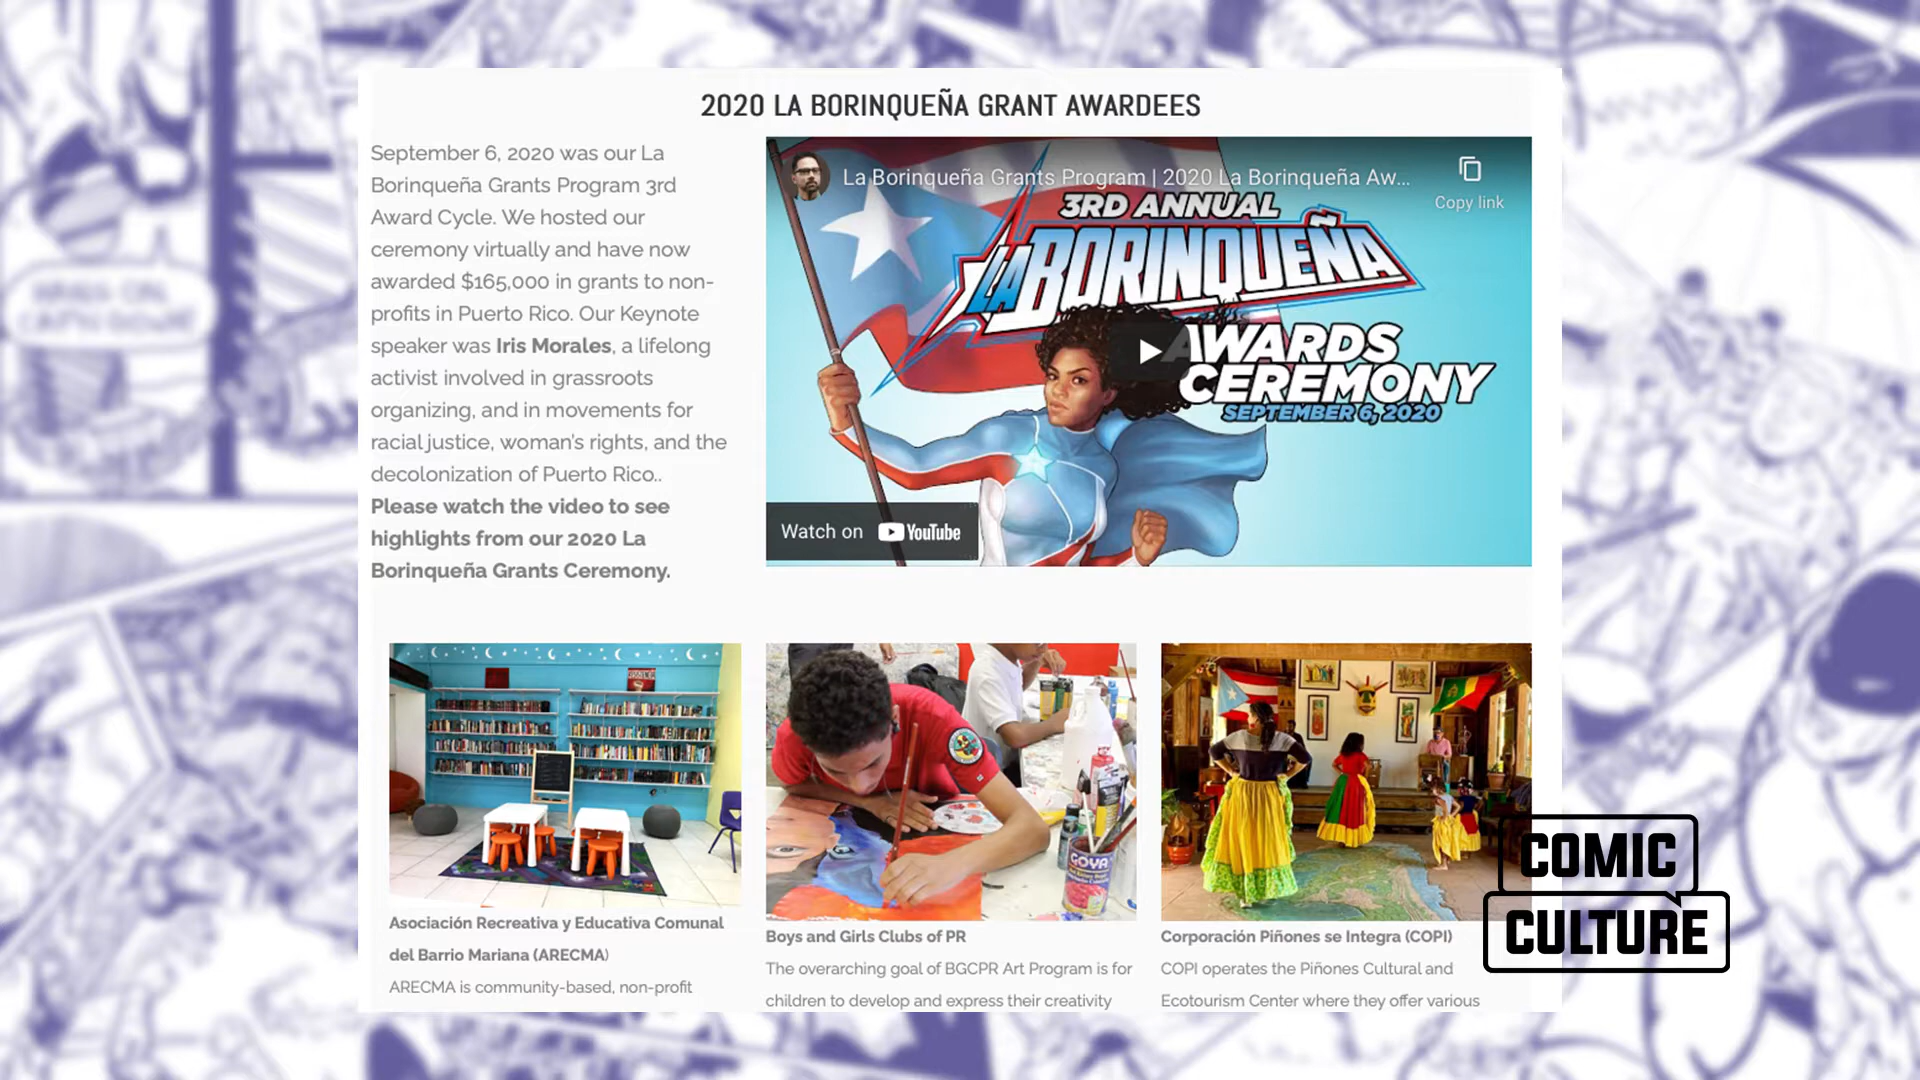 2020 LA BORINQUEÑA GRANT AWARDEES
September 6, 2020 was our La
Borinqueña Grants Program 3rd
Award Cycle. We hosted our
ceremony virtually and have now
awarded $165,000 in grants to non-
profits in Puerto Rico. Our Keynote
speaker was Iris Morales, a lifelong
activist involved in grassroots
organizing, and in movements for
racial justice, woman's rights, and the
decolonization of Puerto Rico..
Please watch the video to see
highlights from our 2020 La
Borinqueña Grants Ceremony.
La Borinqueña Grants Program | 2020 La Borinqueña Aw...
Copy link
3RD ANNUAL
LA BORINQUEÑA
AWARDS
CEREMONY
SEPTEMBER 6, 2020
Watch on YouTube
GOYA
Asociación Recreativa y Educativa Comunal
del Barrio Mariana (ARECMA)
ARECMA is community-based, non-profit
Boys and Girls Clubs of PR
The overarching goal of BGCPR Art Program is for
children to develop and express their creativity
Corporación Piñones se Integra (COPI)
COPI operates the Piñones Cultural and
Ecotourism Center where they offer various
COMIC
CULTURE